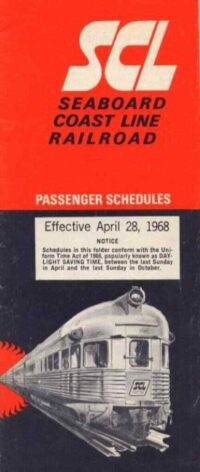 SCL
SEABOARD
COAST LINE
RAILROAD
PASSENGER SCHEDULES
Effective April 28, 1968
NOTICE
Schedules in this folder conform with the Uni-
form Time Act of 1966, popularly known as DAY-
LIGHT SAVING TIME, between the last Sunday
in April and the last Sunday in October.
SCL